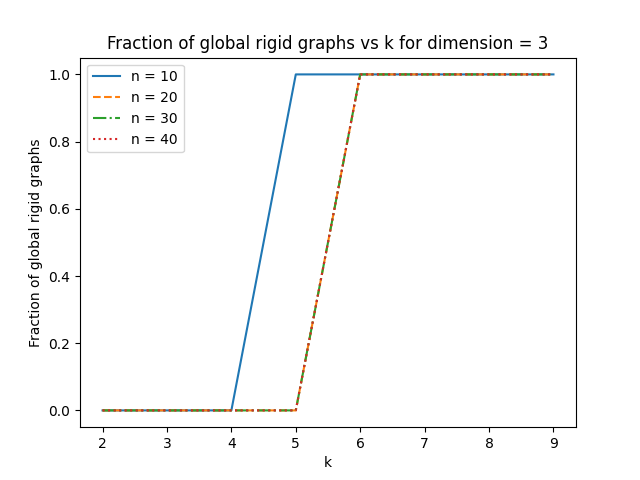 Fraction of global rigid graphs vs k for dimension = 3
n = 10
n = 20
n = 30
n = 40
Fraction of global rigid graphs
1.0
0.8
0.6
0.4
0.2
0.0
2 3 4 5 6 7 8 9
k